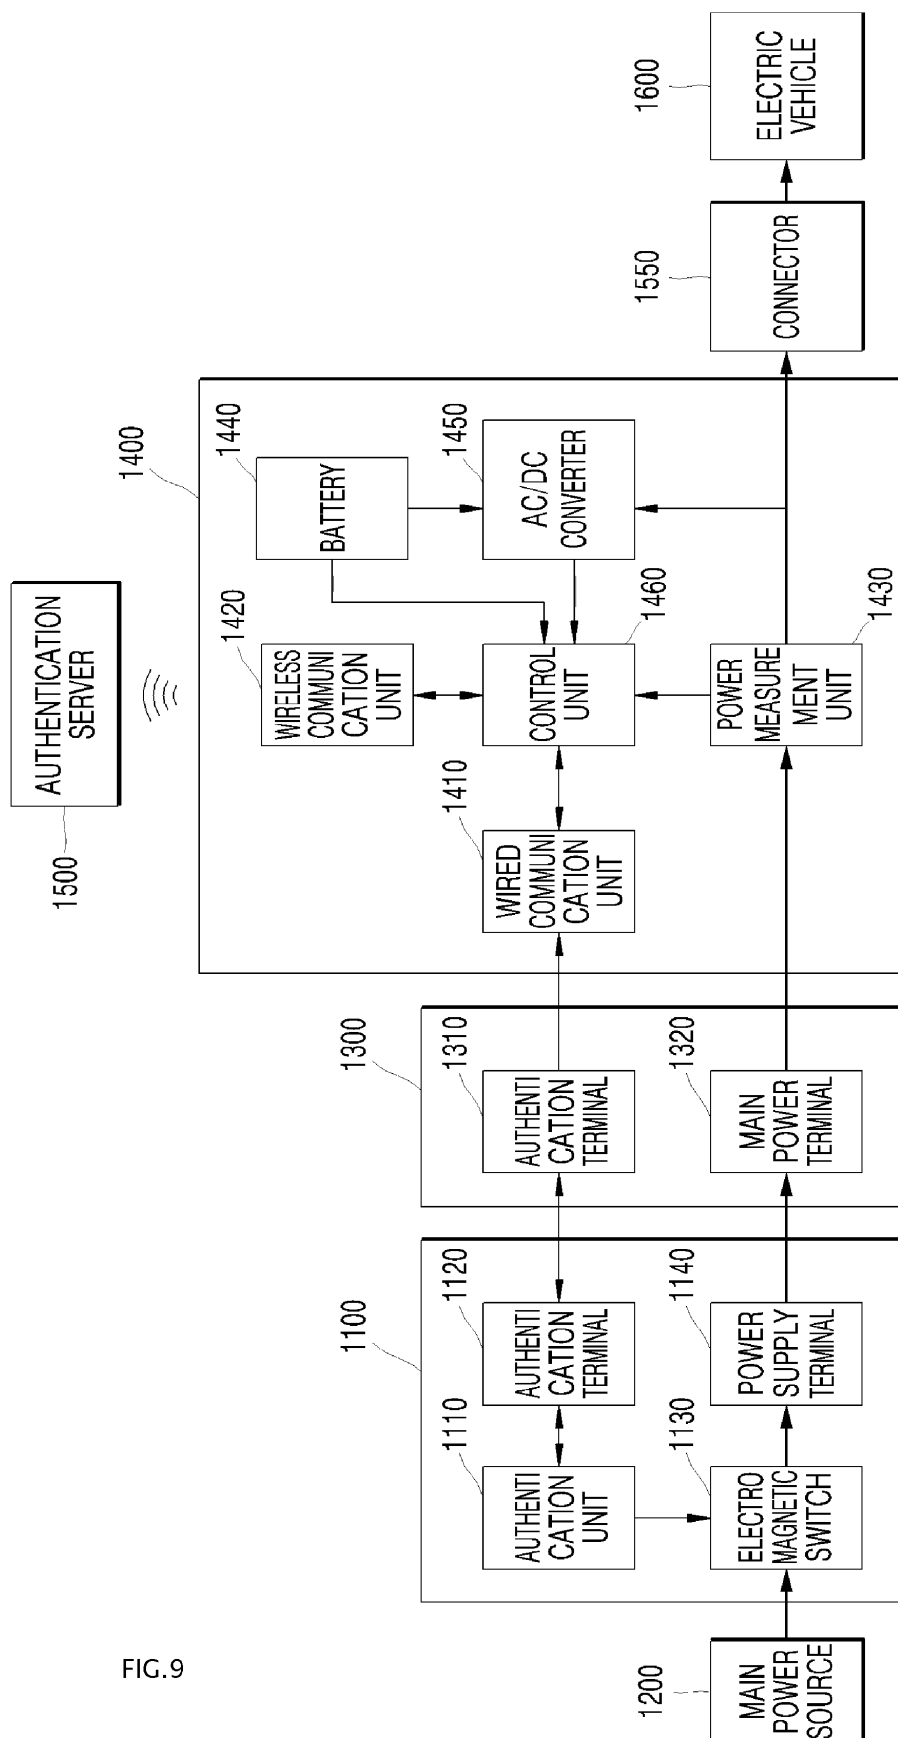 FIG.9
1200
MAIN
POWER
SOURCE
1100
1110
AUTHENTI
CATION
UNIT
1120
AUTHENTI
CATION
TERMINAL
1130
ELECTRO
MAGNETIC
SWITCH
1140
POWER
SUPPLY
TERMINAL
1300
1310
AUTHENTI
CATION
TERMINAL
1320
MAIN
POWER
TERMINAL
1500
AUTHENTICATION
SERVER
1400
1410
WIRED
COMMUNI
CATION
UNIT
1420
WIRELESS
COMMUNI
CATION
UNIT
1440
BATTERY
1450
AC/DC
CONVERTER
1460
CONTROL
UNIT
1430
POWER
MEASURE
MENT
UNIT
1550
CONNECTOR
1600
ELECTRIC
VEHICLE